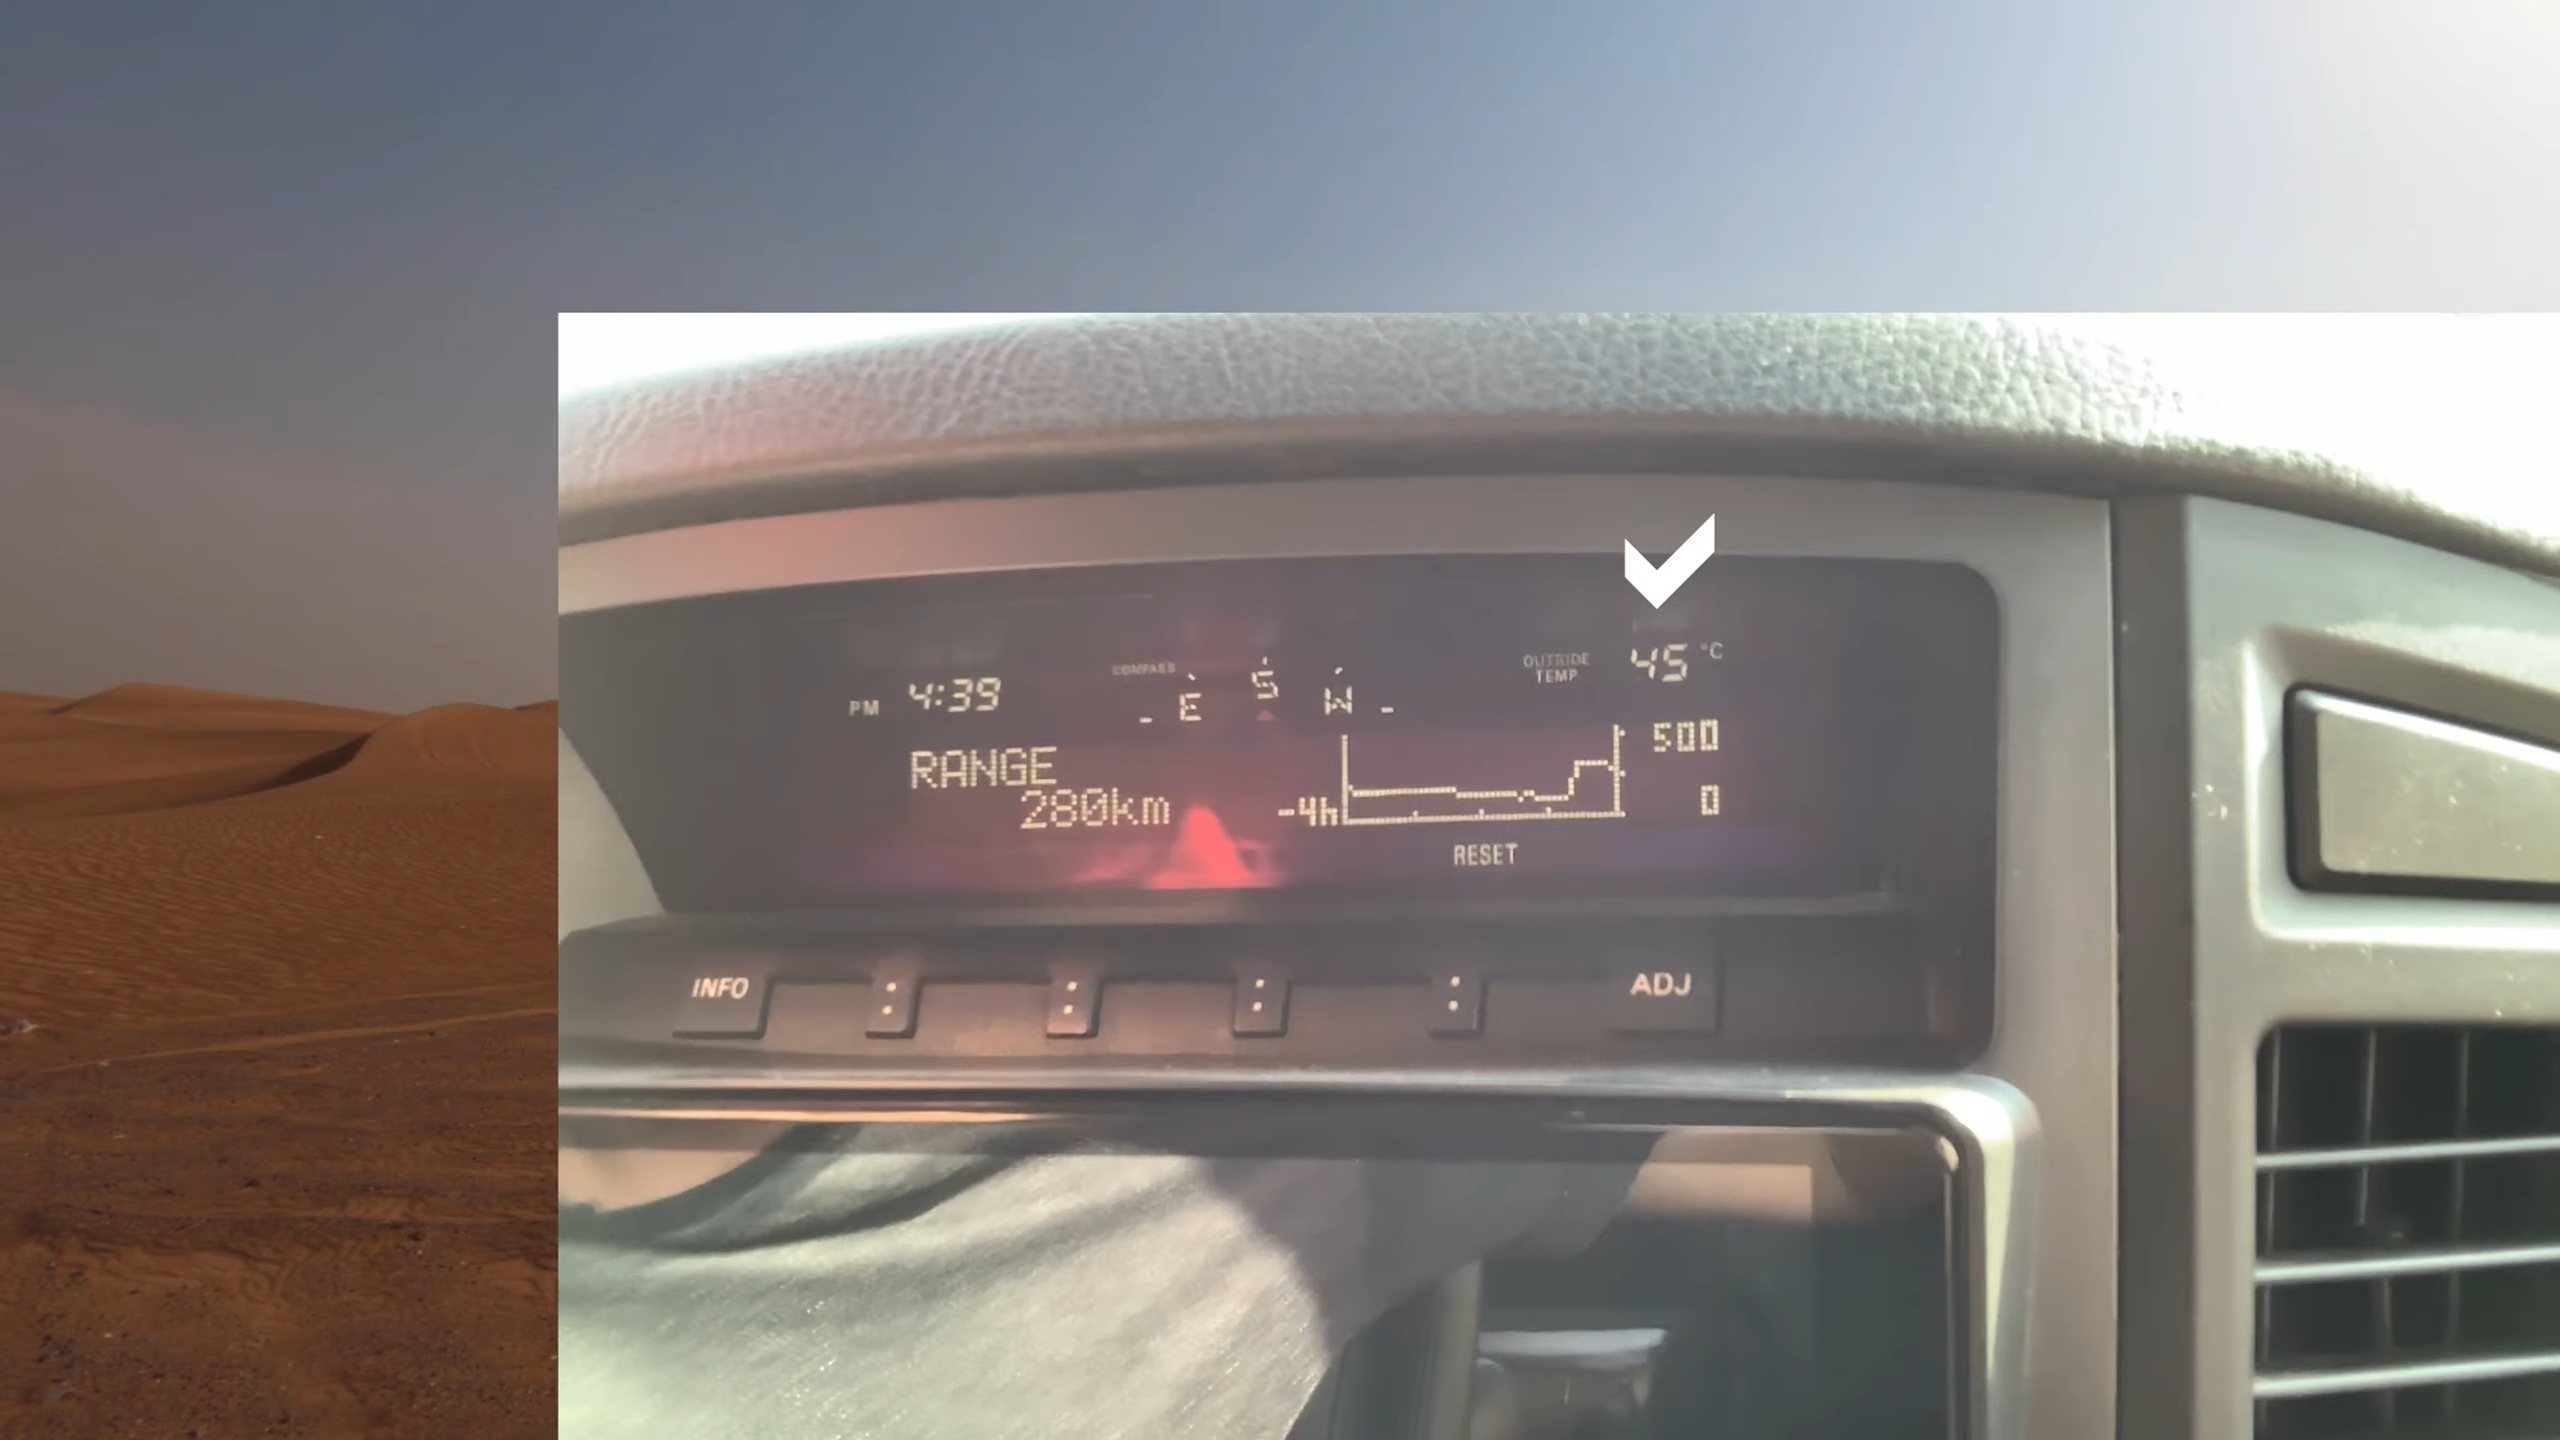 PM 4:39
COMPASS
E S W
OUTSIDE
TEMP
45 °C
RANGE
280km
-4h
500
0
RESET
INFO
ADJ